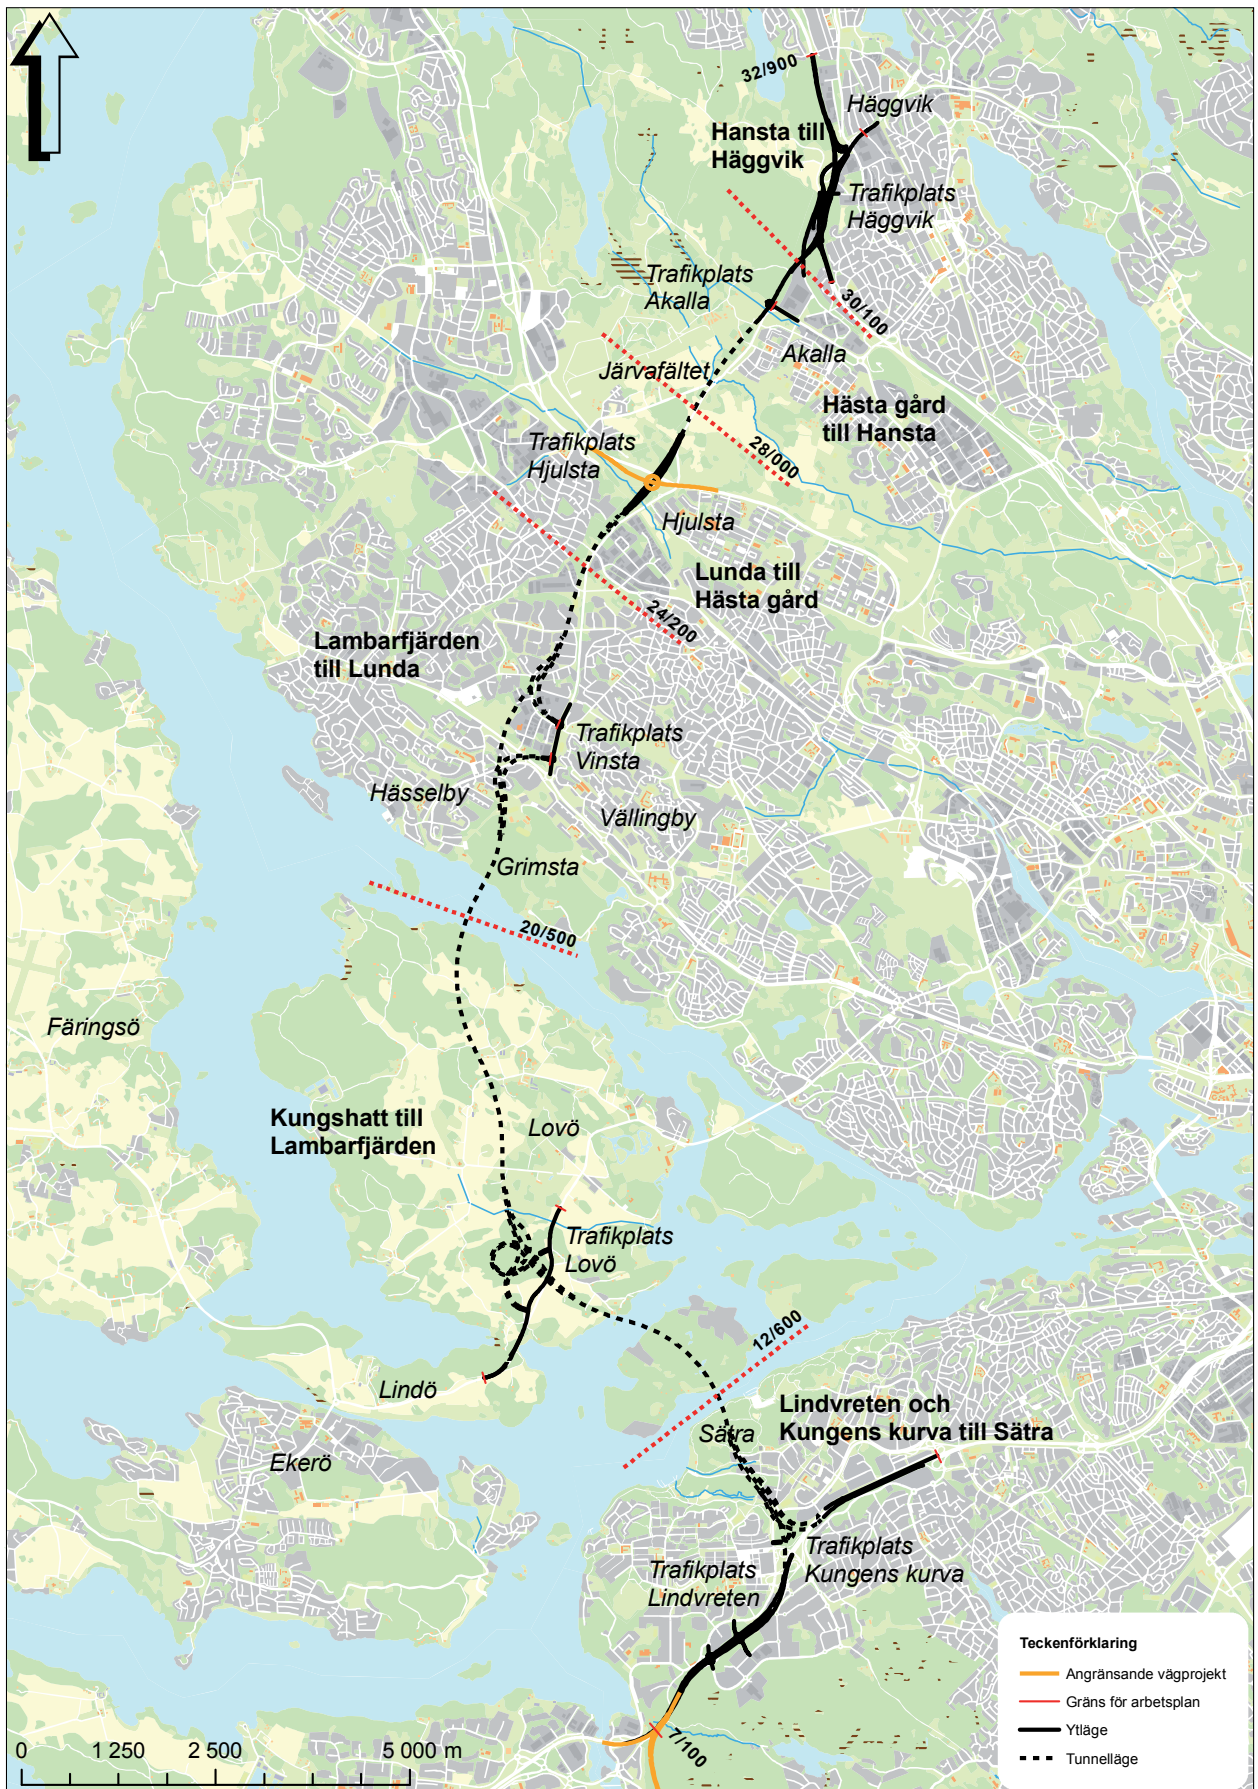 32/900
Häggvik
Hansta till
Häggvik
Trafikplats
Häggvik
Trafikplats
Akalla
30/100
Akalla
Järvafältet
Hästa gård
till Hansta
Trafikplats
Hjulsta
28/000
Hjulsta
Lunda till
Hästa gård
24/200
Lambarfjärden
till Lunda
Trafikplats
Vinsta
Hässelby
Vällingby
Grimsta
20/500
Färingsö
Kungshatt till
Lambarfjärden
Lovö
Trafikplats
Lovö
12/600
Lindö
Lindvreten och
Kungens kurva till Sätra
Sätra
Ekerö
Trafikplats
Kungens kurva
Trafikplats
Lindvreten
7/100
Teckenförklaring
Angränsande vägprojekt
Gräns för arbetsplan
Ytläge
Tunnelläge
0 1 250 2 500 5 000 m